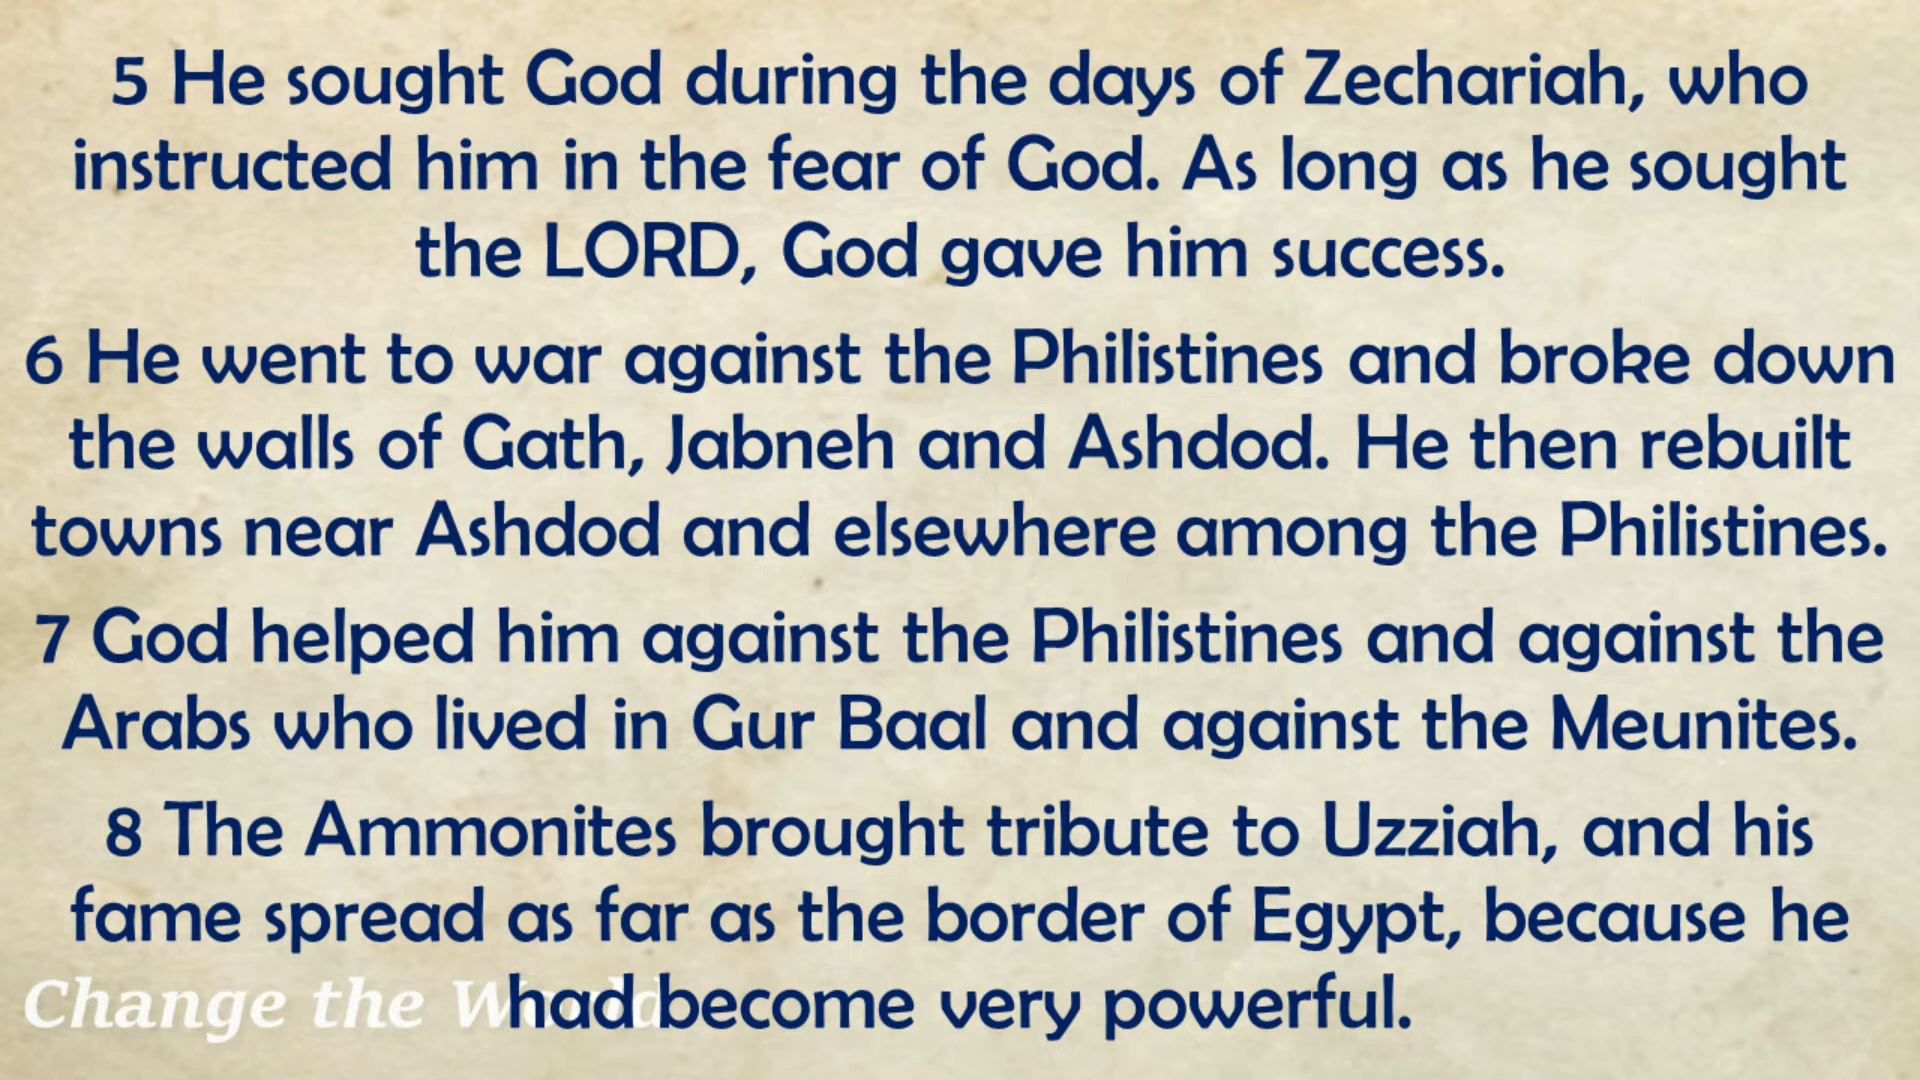 5 He sought God during the days of Zechariah, who
instructed him in the fear of God. As long as he sought
the LORD, God gave him success.
6 He went to war against the Philistines and broke down
the walls of Gath, Jabneh and Ashdod. He then rebuilt
towns near Ashdod and elsewhere among the Philistines.
7 God helped him against the Philistines and against the
Arabs who lived in Gur Baal and against the Meunites.
8 The Ammonites brought tribute to Uzziah, and his
fame spread as far as the border of Egypt, because he
had become very powerful.
Change the World